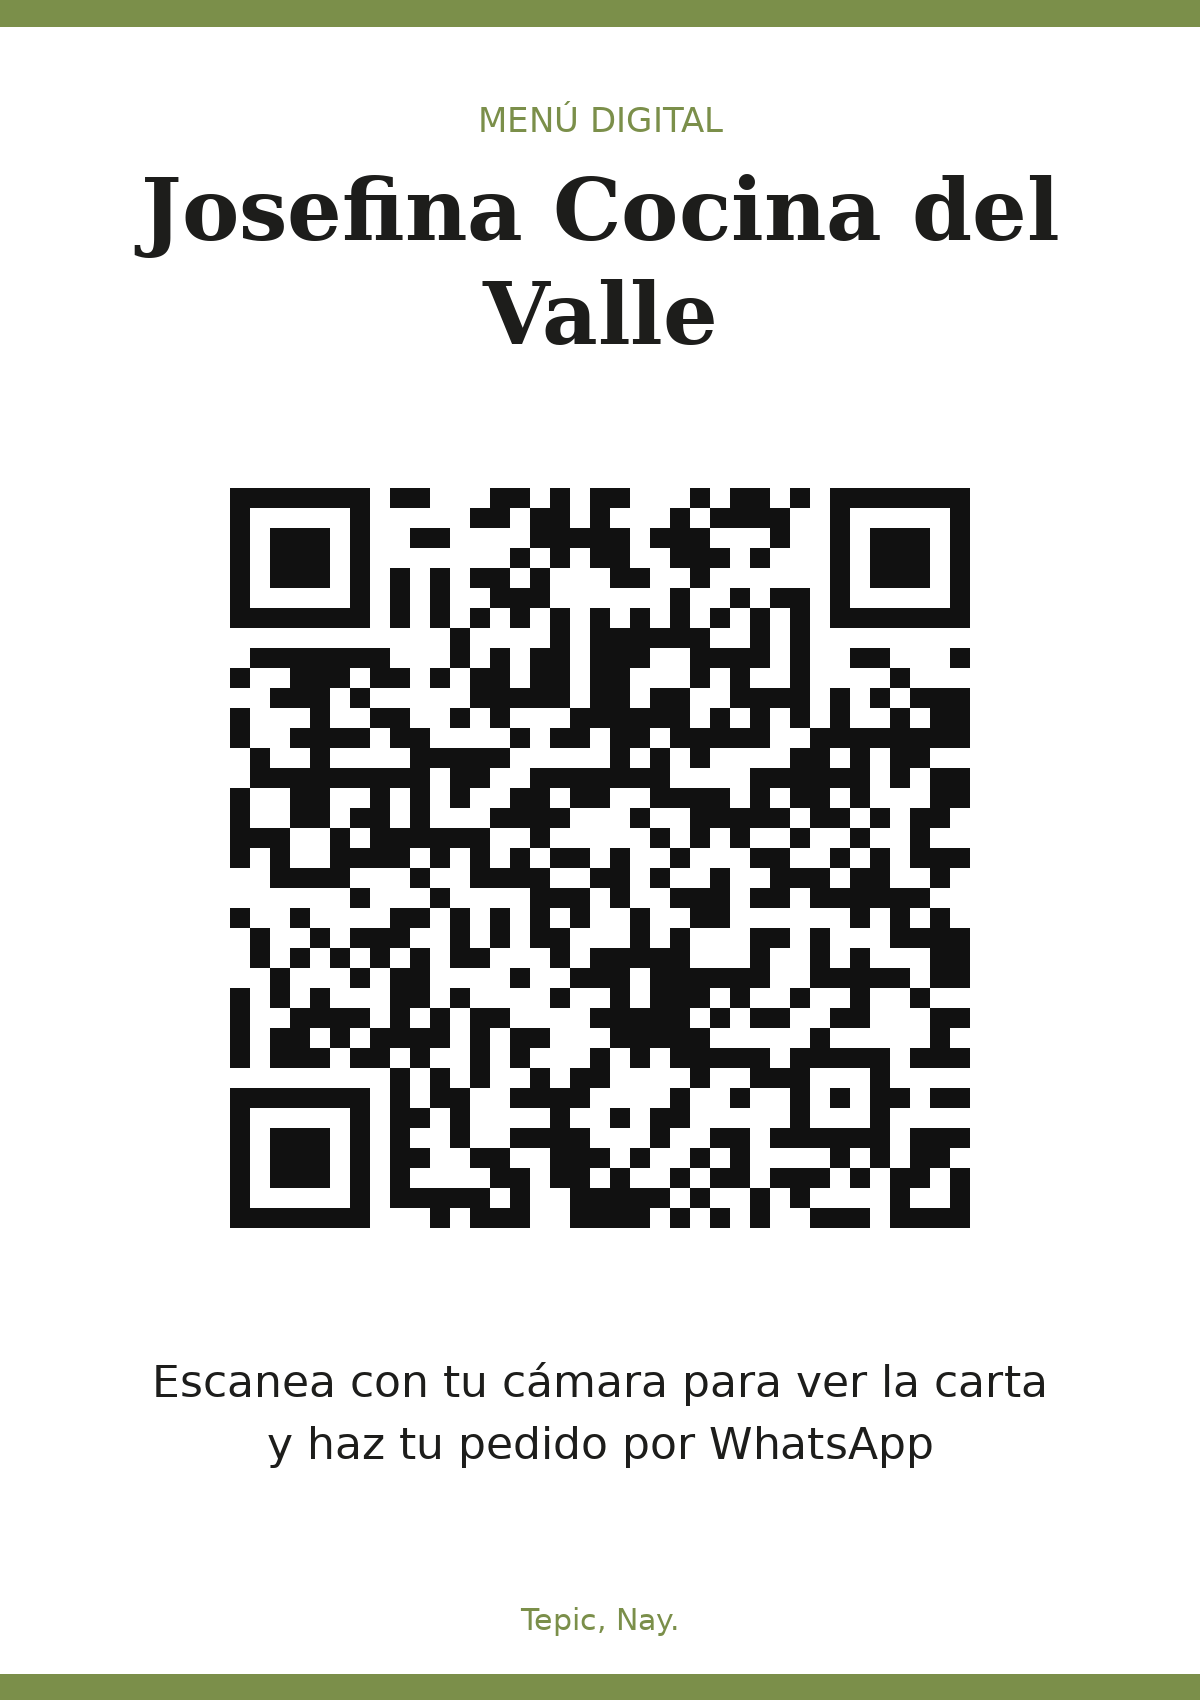 MENÚ DIGITAL
Josefina Cocina del
Valle
Escanea con tu cámara para ver la carta
y haz tu pedido por WhatsApp
Tepic, Nay.